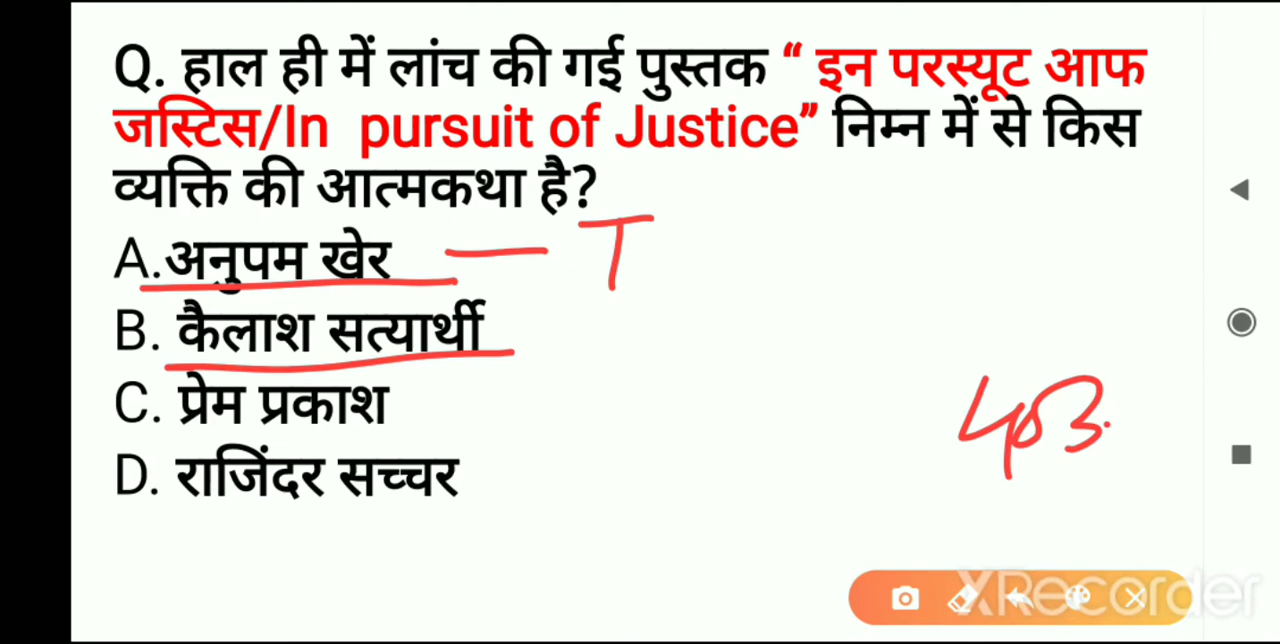 Q. हाल ही में लांच की गई पुस्तक “ इन परस्यूट आफ
जस्टिस/In pursuit of Justice” निम्न में से किस
व्यक्ति की आत्मकथा है?
A.अनुपम खेर — T
B. कैलाश सत्यार्थी
C. प्रेम प्रकाश
D. राजिंदर सच्चर
XRecorder